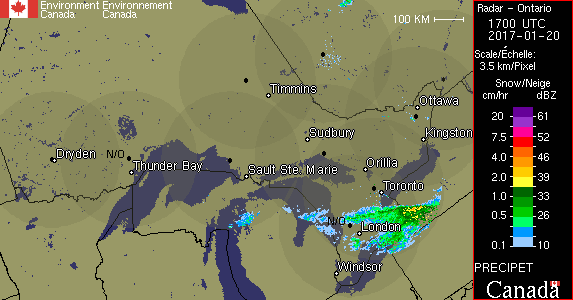 Environment Environnement
Canada Canada
100 KM
Timmins
Ottawa
Sudbury
Kingston
Dryden
N/O
Thunder Bay
Sault Ste. Marie
Orillia
Toronto
N/O
London
Windsor
Radar - Ontario
1700 UTC
2017-01-20
Scale/Échelle:
3.5 km/Pixel
Snow/Neige
cm/hr dBZ
20 61
7.5 52
4.0 46
2.0 39
1.0 33
0.5 26
0.1 10
PRECIPET
Canada